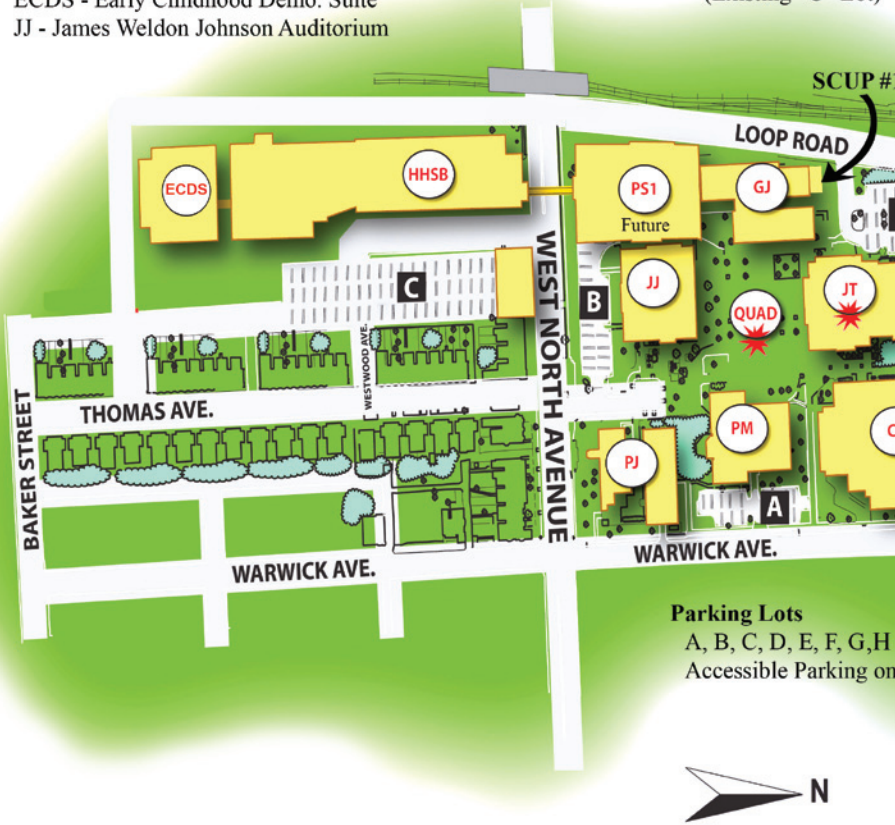 ECDS - Early Childhood Demo. Suite
JJ - James Weldon Johnson Auditorium
SCUP #
LOOP ROAD
ECDS
HHSB
PS1
Future
GJ
JJ
JT
QUAD
C
B
WEST NORTH AVENUE
WESTWOOD AVE.
BAKER STREET
THOMAS AVE.
PJ
PM
C
A
WARWICK AVE.
WARWICK AVE.
Parking Lots
A, B, C, D, E, F, G,H
Accessible Parking on
N